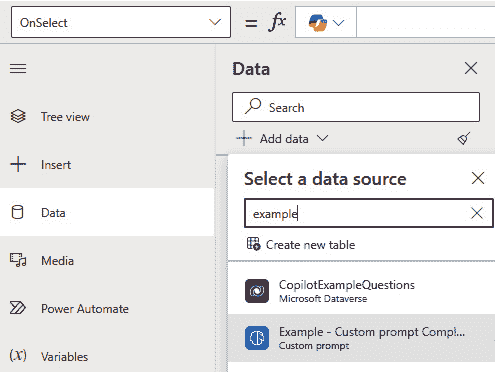 OnSelect
= fx
Data
Search
Tree view
Add data
Insert
Select a data source
Data
example
Create new table
Media
CopilotExampleQuestions
Microsoft Dataverse
Power Automate
Example - Custom prompt Compl...
Custom prompt
(x) Variables